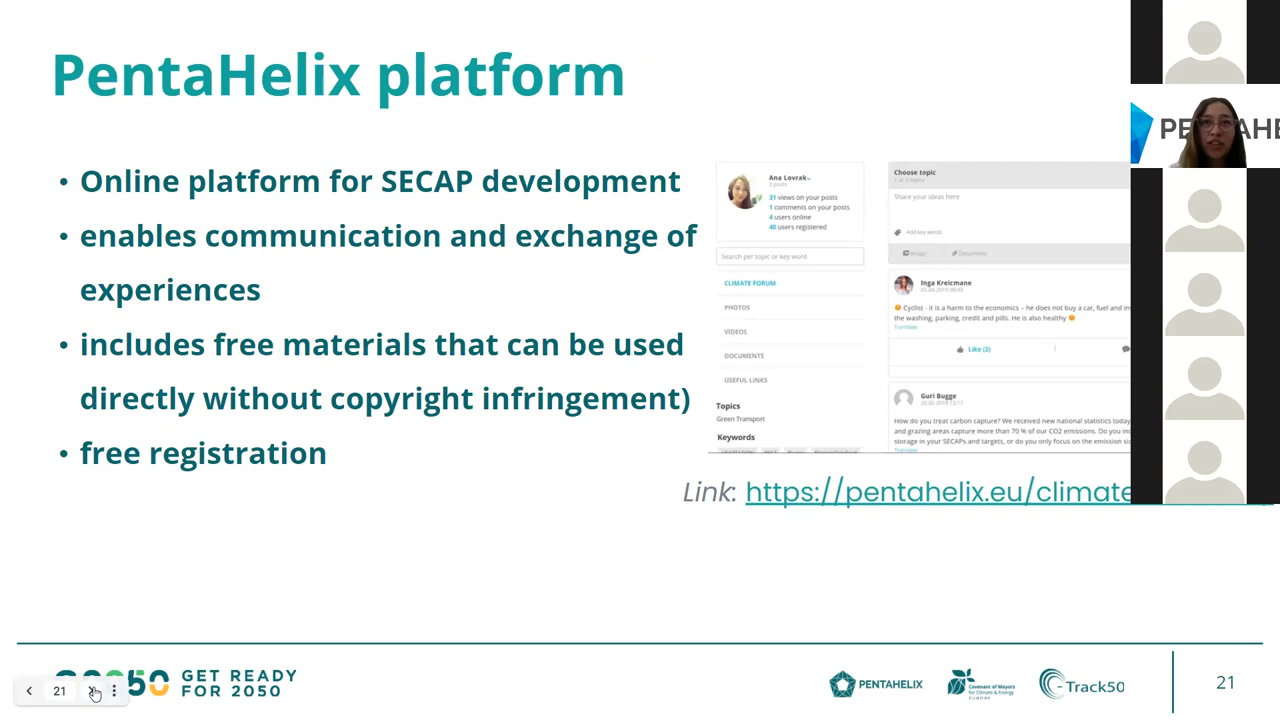 PentaHelix platform
• Online platform for SECAP development
• enables communication and exchange of
experiences
• includes free materials that can be used
directly without copyright infringement)
• free registration
Ana Lovrak
2 posts
31 views on your posts
1 comments on your posts
4 users online
40 users registered
Search per topic or key word
CLIMATE FORUM
PHOTOS
VIDEOS
DOCUMENTS
USEFUL LINKS
Topics
Green Transport
Keywords
Choose topic
Share your ideas here
Add key words
Image
Documents
Inga Kreicmane
Cyclist - it is a harm to the economics – he does not buy a car, fuel and
the washing, parking, credit and pills. He is also healthy
Translate
Like (2)
Guri Bugge
How do you treat carbon capture? We received new national statistics today
and grazing areas capture more than 70 % of our CO2 emissions. Do you
storage in your SECAPs and targets, or do you only focus on the emission
Translate
Link: https://pentahelix.eu/climate
GET READY
FOR 2050
21
PENTAHELIX
Covenant of Mayors
for Climate & Energy
EUROPE
Track50
21